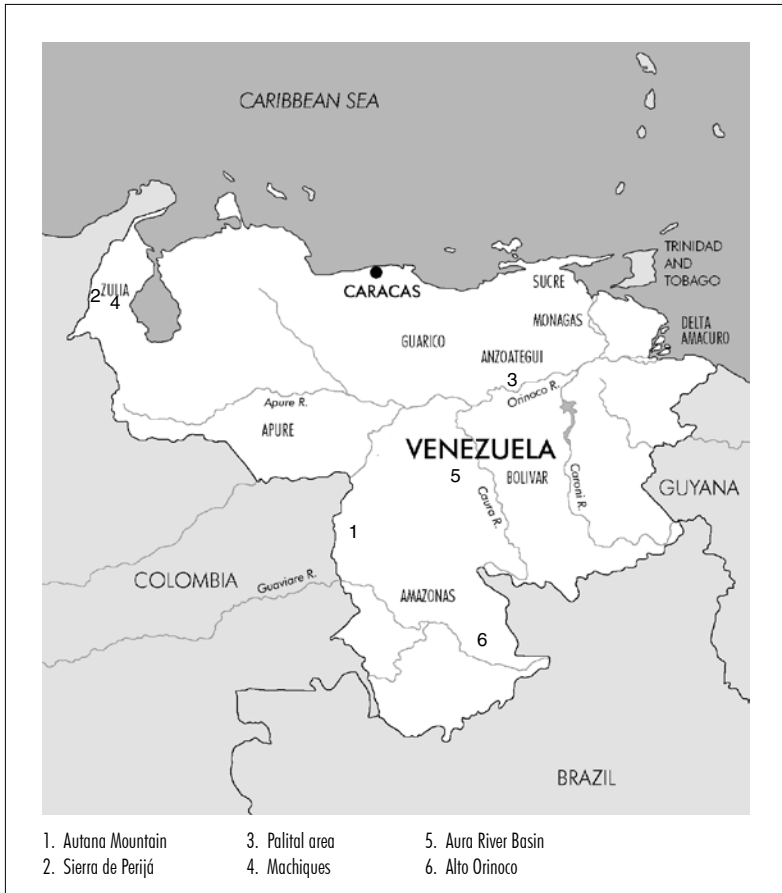 CARIBBEAN SEA
TRINIDAD
AND
TOBAGO
CARACAS
SUCRE
2
ZULIA
4
MONAGAS
DELTA
AMACURO
GUARICO
ANZOATEGUI
3
Orinoco R.
Apure R.
APURE
VENEZUELA
5
BOLIVAR
Caroni R.
GUYANA
Caura R.
1
COLOMBIA
Guaviare R.
AMAZONAS
6
BRAZIL
1. Autana Mountain
2. Sierra de Perijá
3. Palital area
4. Machiques
5. Aura River Basin
6. Alto Orinoco